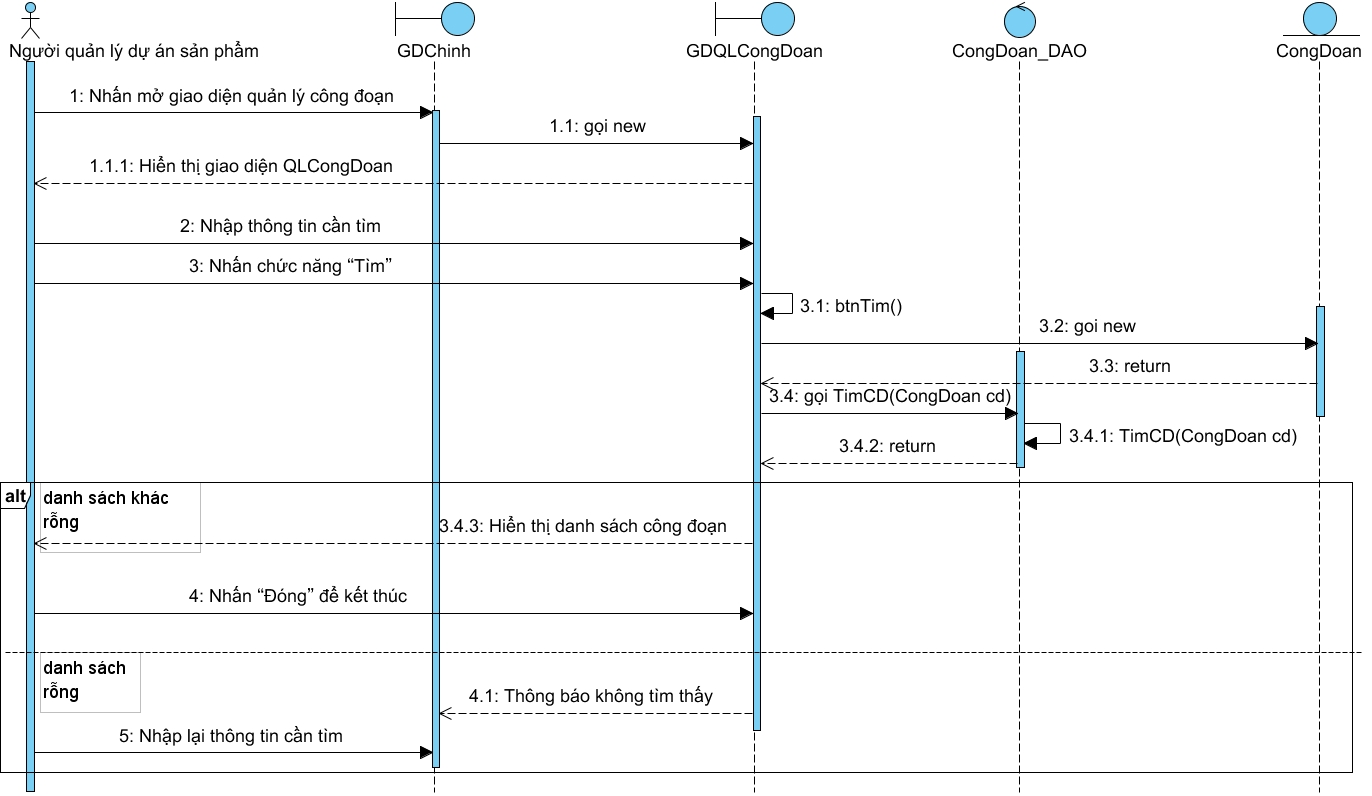 Người quản lý dự án sản phẩm
GDChinh
GDQLCongDoan
CongDoan_DAO
CongDoan
1: Nhấn mở giao diện quản lý công đoạn
1.1: gọi new
1.1.1: Hiển thị giao diện QLCongDoan
2: Nhập thông tin cần tìm
3: Nhấn chức năng “Tìm”
3.1: btnTim()
3.2: goi new
3.3: return
3.4: gọi TimCD(CongDoan cd)
3.4.1: TimCD(CongDoan cd)
3.4.2: return
alt
danh sách khác
rỗng
3.4.3: Hiển thị danh sách công đoạn
4: Nhấn “Đóng” để kết thúc
danh sách
rỗng
4.1: Thông báo không tìm thấy
5: Nhập lại thông tin cần tìm